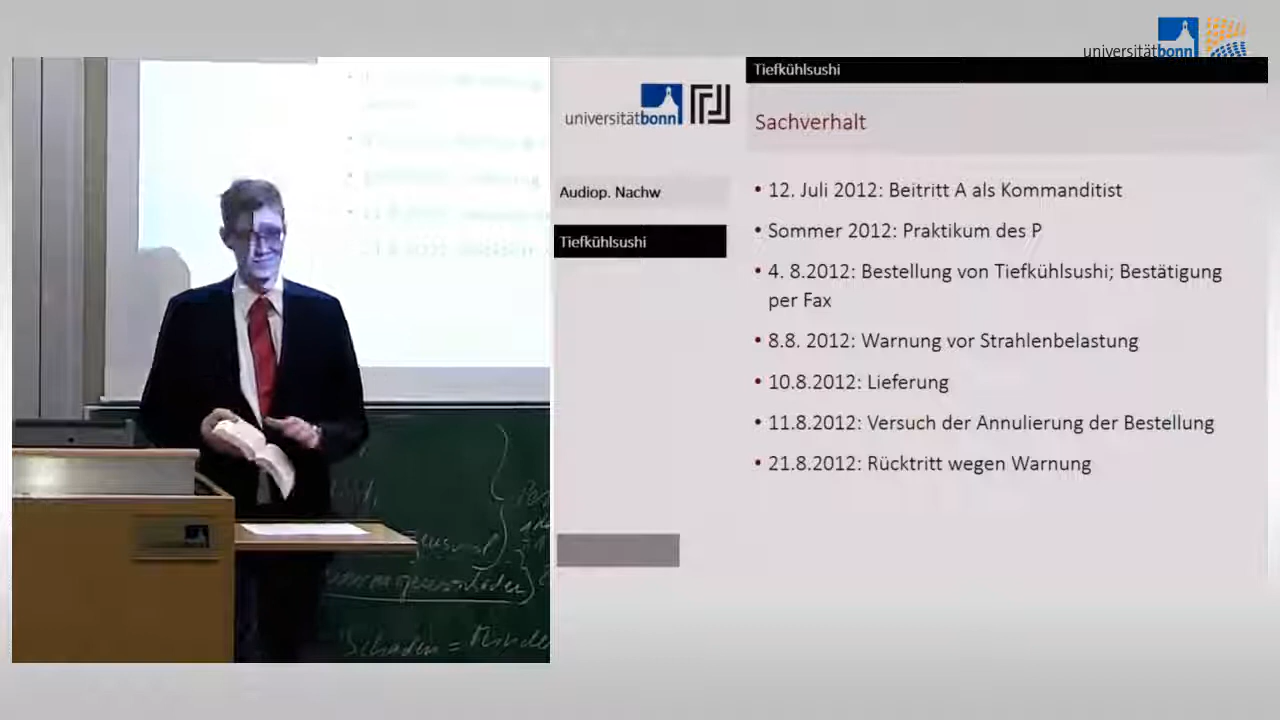 universitätbonn
Tiefkühlsushi
universitätbonn
Sachverhalt
• 12. Juli 2012: Beitritt A als Kommanditist
Audiop. Nachw
• Sommer 2012: Praktikum des P
Tiefkühlsushi
• 4. 8.2012: Bestellung von Tiefkühlsushi; Bestätigung
per Fax
• 8.8. 2012: Warnung vor Strahlenbelastung
• 10.8.2012: Lieferung
• 11.8.2012: Versuch der Annulierung der Bestellung
• 21.8.2012: Rücktritt wegen Warnung
Schaden =